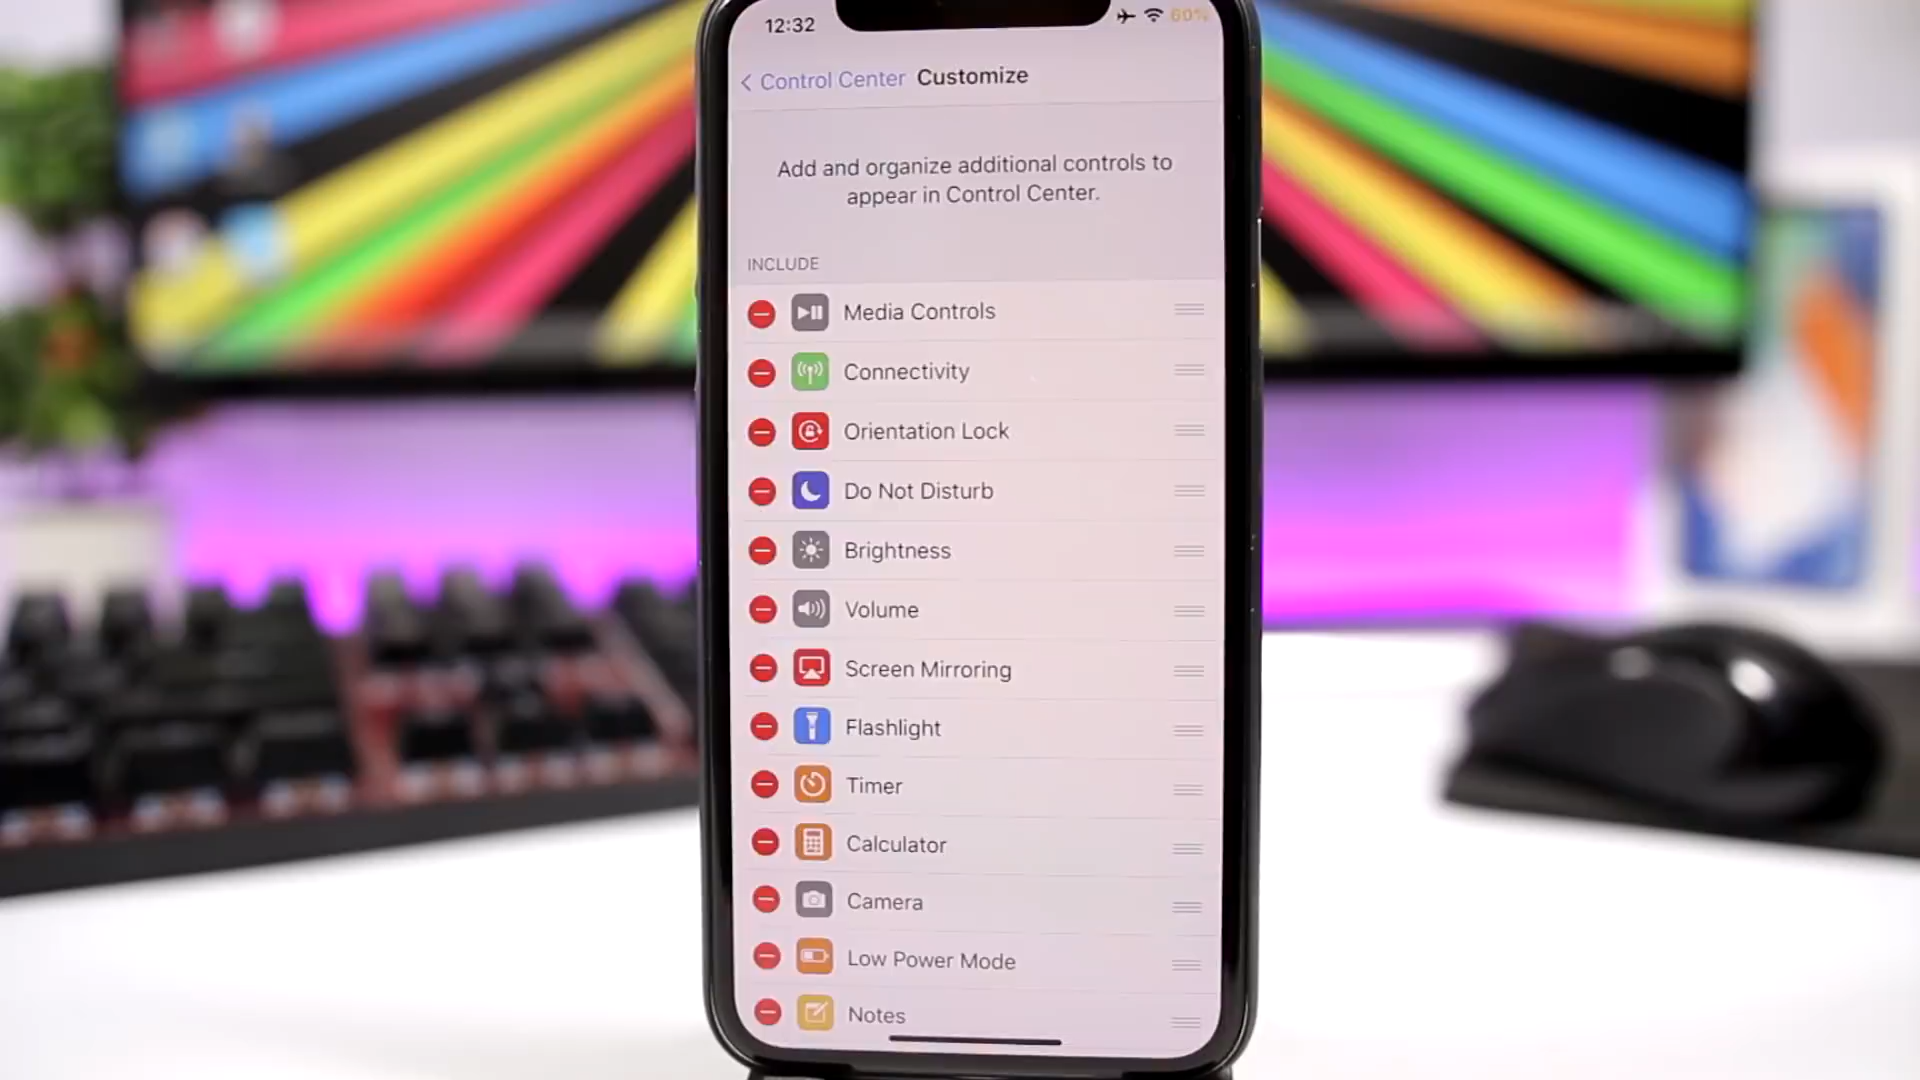 12:32
60%
Control Center Customize
Add and organize additional controls to
appear in Control Center.
INCLUDE
Media Controls
Connectivity
Orientation Lock
Do Not Disturb
Brightness
Volume
Screen Mirroring
Flashlight
Timer
Calculator
Camera
Low Power Mode
Notes